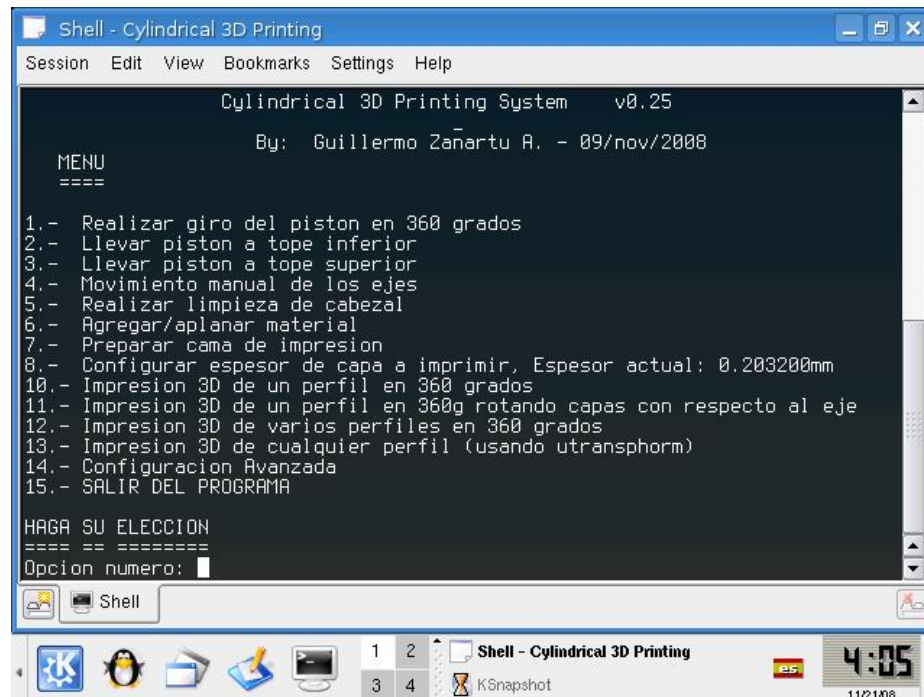 Shell - Cylindrical 3D Printing
Session Edit View Bookmarks Settings Help
Cylindrical 3D Printing System v0.25
By: Guillermo Zañartu A. - 09/nov/2008
MENU
====
1.- Realizar giro del piston en 360 grados
2.- Llevar piston a tope inferior
3.- Llevar piston a tope superior
4.- Movimiento manual de los ejes
5.- Realizar limpieza de cabezal
6.- Agregar/aplanar material
7.- Preparar cama de impresion
8.- Configurar espesor de capa a imprimir, Espesor actual: 0.203200mm
10.- Impresion 3D de un perfil en 360 grados
11.- Impresion 3D de un perfil en 360g rotando capas con respecto al eje
12.- Impresion 3D de varios perfiles en 360 grados
13.- Impresion 3D de cualquier perfil (usando utransphorm)
14.- Configuracion Avanzada
15.- SALIR DEL PROGRAMA
HAGA SU ELECCION
==== == ========
Opcion numero:
Shell
1 2 Shell - Cylindrical 3D Printing
3 4 KSnapshot
es
4:05
11/21/08